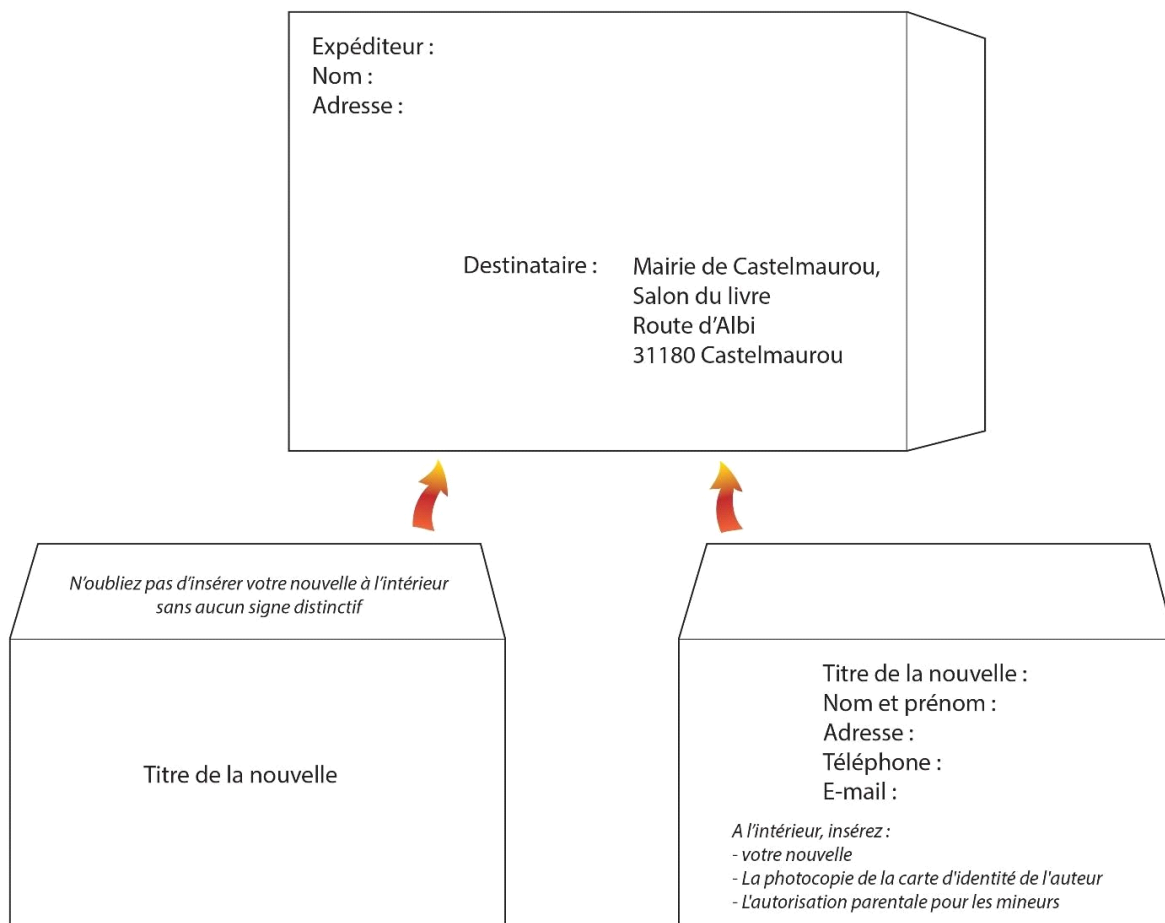 Expéditeur :
Nom :
Adresse :
Destinataire : Mairie de Castelmaurou,
Salon du livre
Route d’Albi
31180 Castelmaurou
N’oubliez pas d’insérer votre nouvelle à l’intérieur
sans aucun signe distinctif
Titre de la nouvelle
Titre de la nouvelle :
Nom et prénom :
Adresse :
Téléphone :
E-mail :
A l’intérieur, insérez :
- votre nouvelle
- La photocopie de la carte d'identité de l'auteur
- L'autorisation parentale pour les mineurs